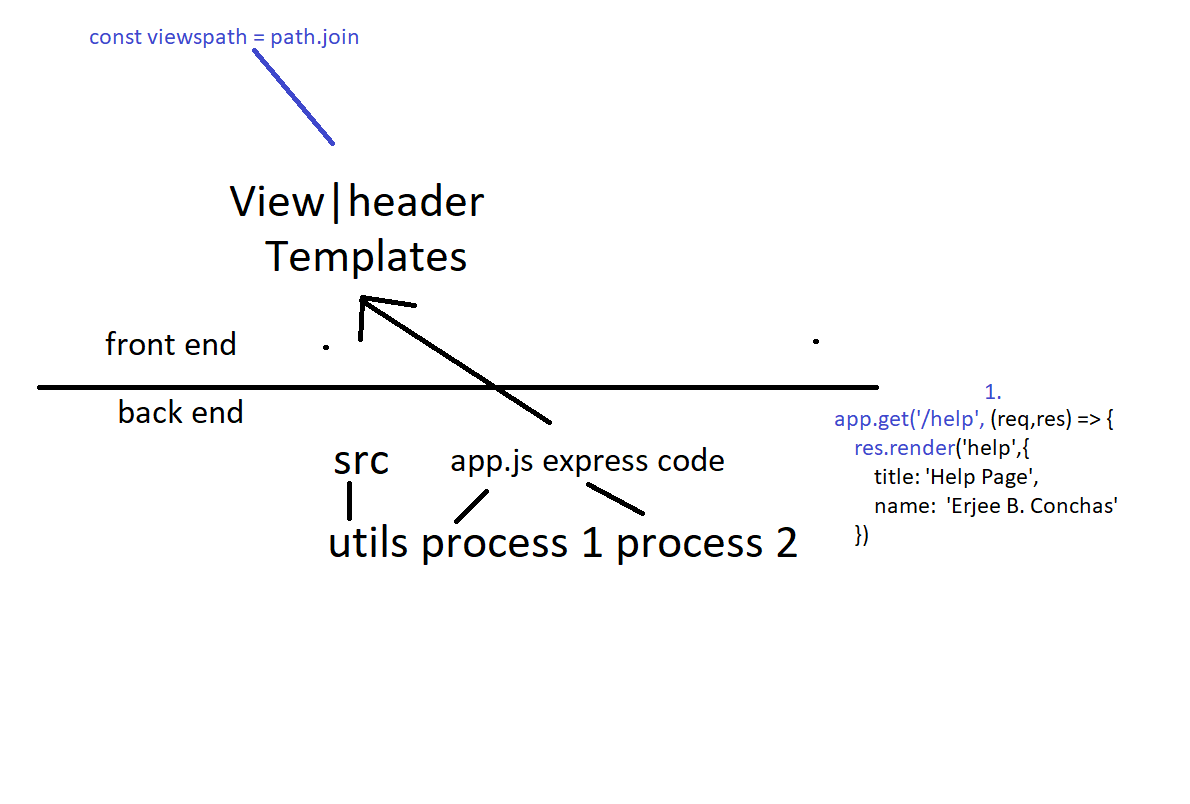 const viewspath = path.join
View|header
Templates
front end
back end
src
app.js express code
utils process 1 process 2
1.
app.get('/help', (req,res) => {
res.render('help',{
title: 'Help Page',
name:  'Erjee B. Conchas'
})